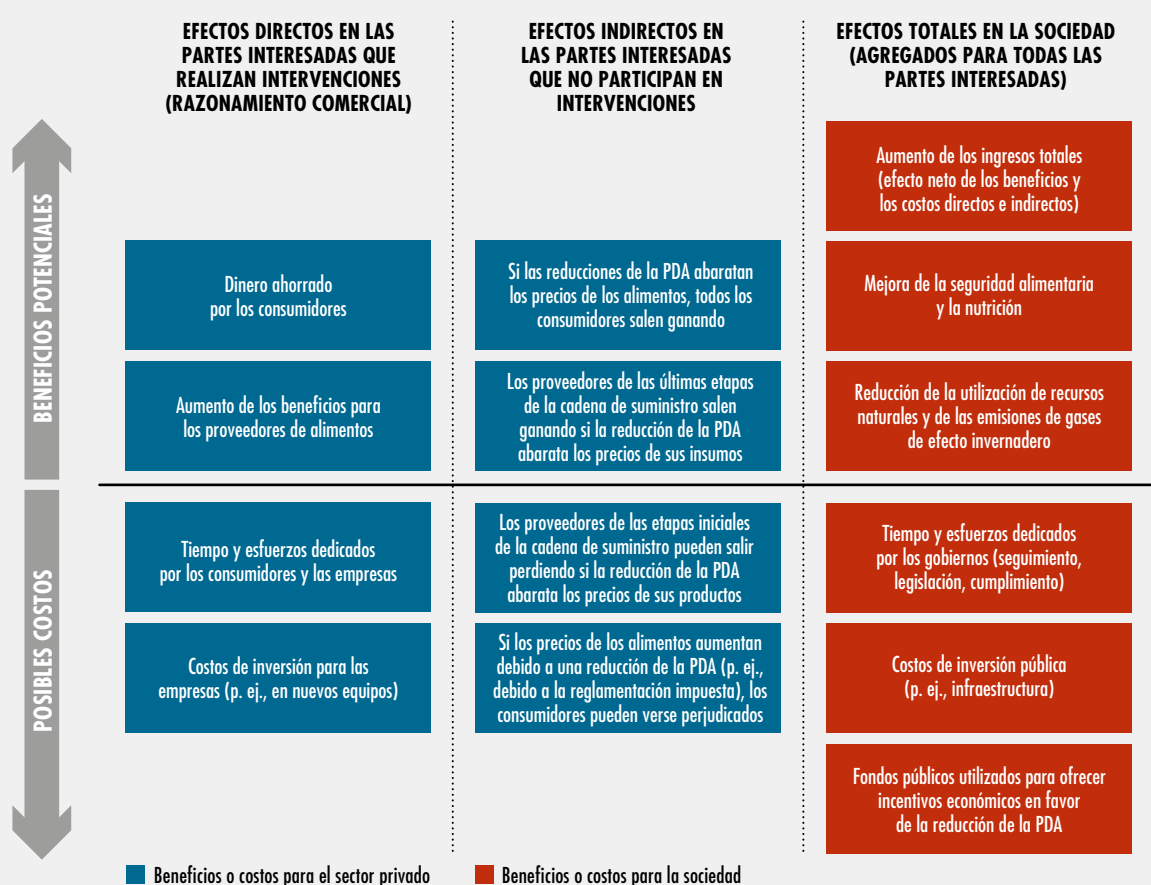 EFECTOS DIRECTOS EN LAS
PARTES INTERESADAS QUE
REALIZAN INTERVENCIONES
(RAZONAMIENTO COMERCIAL)
EFECTOS INDIRECTOS EN
LAS PARTES INTERESADAS
QUE NO PARTICIPAN EN
INTERVENCIONES
EFECTOS TOTALES EN LA SOCIEDAD
(AGREGADOS PARA TODAS LAS
PARTES INTERESADAS)
BENEFICIOS POTENCIALES
Aumento de los ingresos totales
(efecto neto de los beneficios y
los costos directos e indirectos)
Dinero ahorrado
por los consumidores
Si las reducciones de la PDA abaratan
los precios de los alimentos, todos los
consumidores salen ganando
Mejora de la seguridad alimentaria
y la nutrición
Aumento de los beneficios para
los proveedores de alimentos
Los proveedores de las últimas etapas
de la cadena de suministro salen
ganando si la reducción de la PDA
abarata los precios de sus insumos
Reducción de la utilización de recursos
naturales y de las emisiones de gases
de efecto invernadero
POSIBLES COSTOS
Tiempo y esfuerzos dedicados
por los consumidores y las empresas
Los proveedores de las etapas iniciales
de la cadena de suministro pueden salir
perdiendo si la reducción de la PDA
abarata los precios de sus productos
Tiempo y esfuerzos dedicados
por los gobiernos (seguimiento,
legislación, cumplimiento)
Costos de inversión para las
empresas (p. ej., en nuevos equipos)
Si los precios de los alimentos aumentan
debido a una reducción de la PDA (p. ej.,
debido a la reglamentación impuesta), los
consumidores pueden verse perjudicados
Costos de inversión pública
(p. ej., infraestructura)
Fondos públicos utilizados para ofrecer
incentivos económicos en favor
de la reducción de la PDA
Beneficios o costos para el sector privado
Beneficios o costos para la sociedad